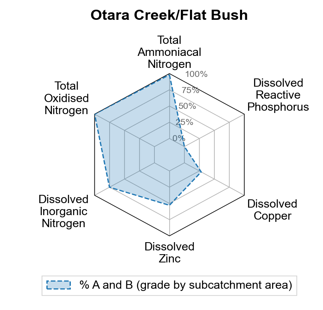 Otara Creek/Flat Bush
Total
Ammoniacal
Nitrogen
100%
75%
50%
25%
0%
Dissolved
Reactive
Phosphorus
Total
Oxidised
Nitrogen
Dissolved
Inorganic
Nitrogen
Dissolved
Copper
Dissolved
Zinc
% A and B (grade by subcatchment area)